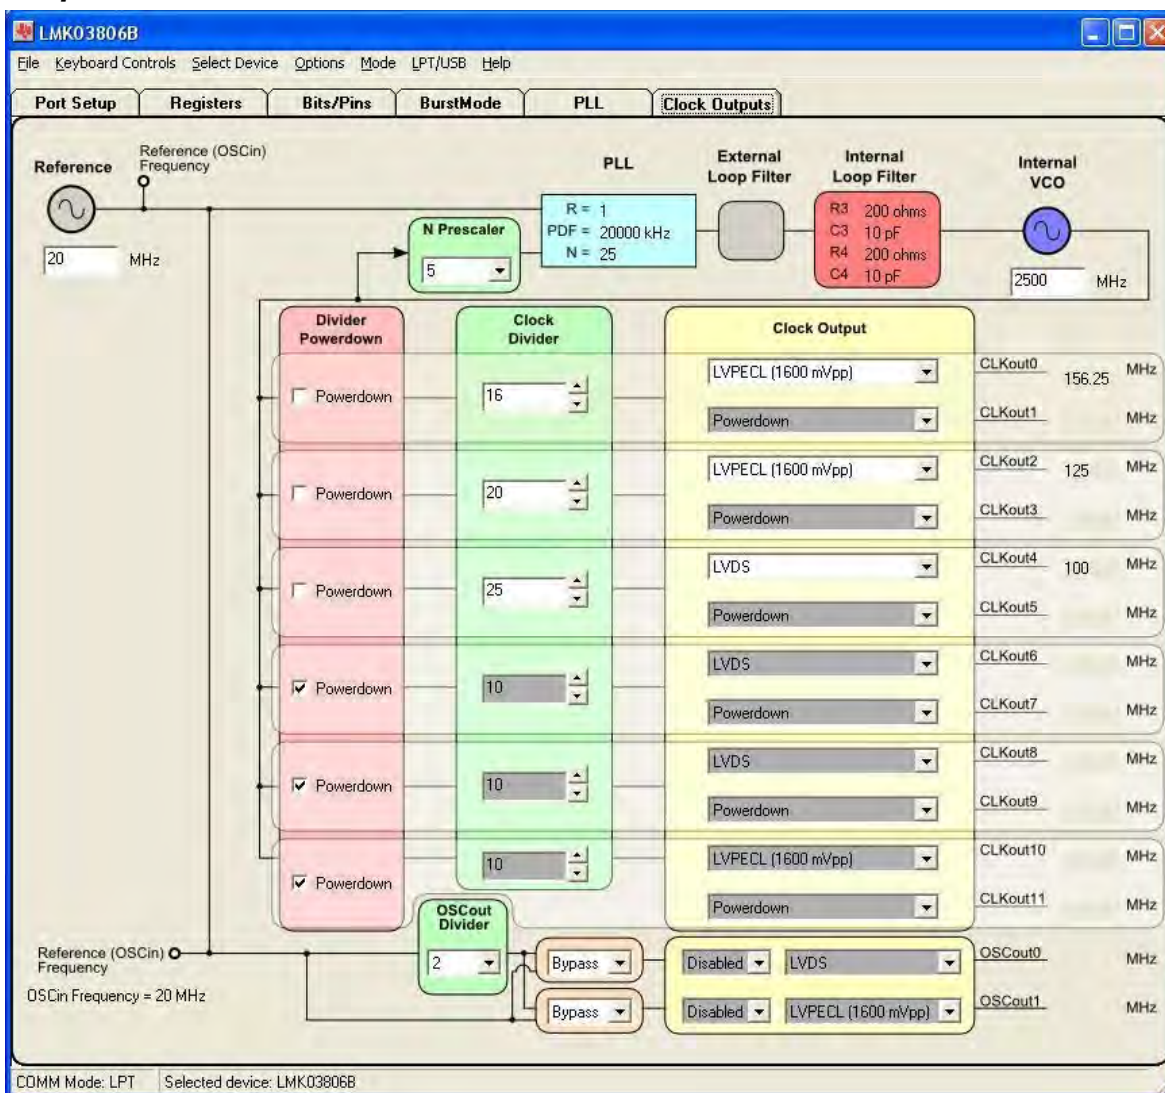 LMK03806B
File Keyboard Controls Select Device Options Mode LPT/USB Help
Port Setup Registers Bits/Pins BurstMode PLL Clock Outputs
Reference
Reference (OSCin)
Frequency
20 MHz
N Prescaler
5
PLL
R = 1
PDF = 20000 kHz
N = 25
External
Loop Filter
Internal
Loop Filter
R3 200 ohms
C3 10 pF
R4 200 ohms
C4 10 pF
Internal
VCO
2500 MHz
Divider
Powerdown
Clock
Divider
Clock Output
Powerdown 16 LVPECL (1600 mVpp) CLKout0 156.25 MHz
Powerdown CLKout1 MHz
Powerdown 20 LVPECL (1600 mVpp) CLKout2 125 MHz
Powerdown CLKout3 MHz
Powerdown 25 LVDS CLKout4 100 MHz
Powerdown CLKout5 MHz
Powerdown 10 LVDS CLKout6 MHz
Powerdown CLKout7 MHz
Powerdown 10 LVDS CLKout8 MHz
Powerdown CLKout9 MHz
Powerdown 10 LVPECL (1600 mVpp) CLKout10 MHz
Powerdown CLKout11 MHz
OSCout
Divider
2
Reference (OSCin)
Frequency
OSCin Frequency = 20 MHz
Bypass Disabled LVDS OSCout0 MHz
Bypass Disabled LVPECL (1600 mVpp) OSCout1 MHz
COMM Mode: LPT Selected device: LMK03806B